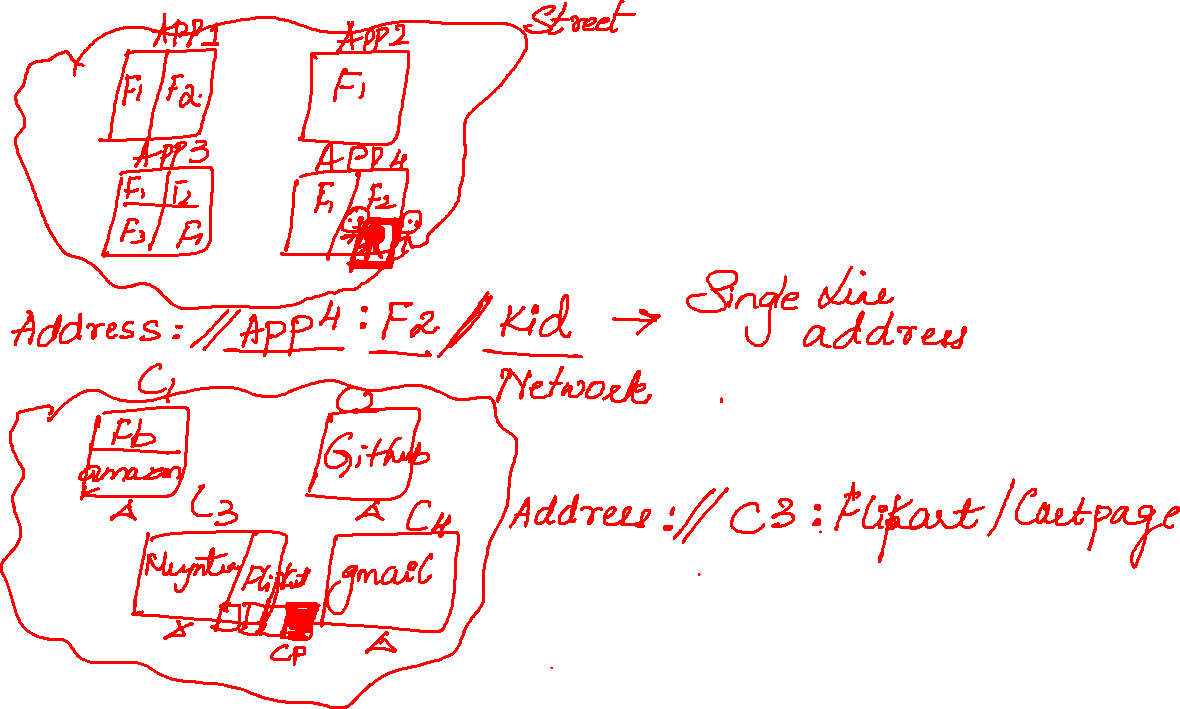 Street
APP1 APP2
F1 F2. F1
APP3 APP4
F1 F2 F1 F2
F3 F4
Address: //APP4 : F2 / Kid → Single Line
address
Network
C1
Fb Github
amazon
C3 C4
Address: // C3 : Flipkart / Cartpage
Myntra Flipkart gmail
CP